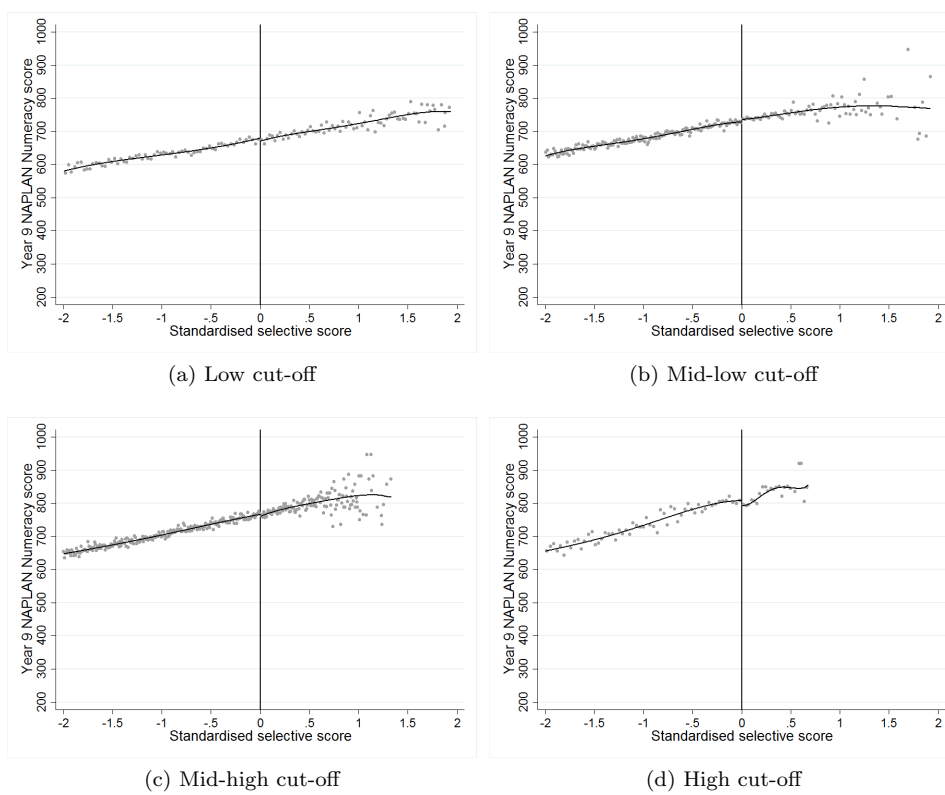 Year 9 NAPLAN Numeracy score
1000
900
800
700
600
500
400
300
200
-2 -1.5 -1 -.5 0 .5 1 1.5 2
Standardised selective score
(a) Low cut-off
Year 9 NAPLAN Numeracy score
1000
900
800
700
600
500
400
300
200
-2 -1.5 -1 -.5 0 .5 1 1.5 2
Standardised selective score
(b) Mid-low cut-off
Year 9 NAPLAN Numeracy score
1000
900
800
700
600
500
400
300
200
-2 -1.5 -1 -.5 0 .5 1 1.5 2
Standardised selective score
(c) Mid-high cut-off
Year 9 NAPLAN Numeracy score
1000
900
800
700
600
500
400
300
200
-2 -1.5 -1 -.5 0 .5 1 1.5 2
Standardised selective score
(d) High cut-off